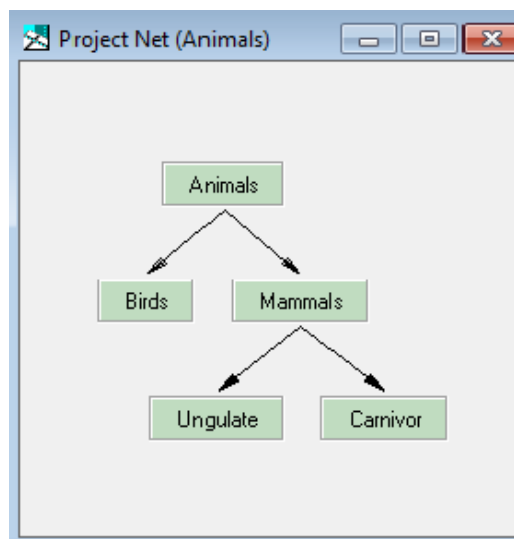 Project Net (Animals)
Animals
Birds
Mammals
Ungulate
Carnivor